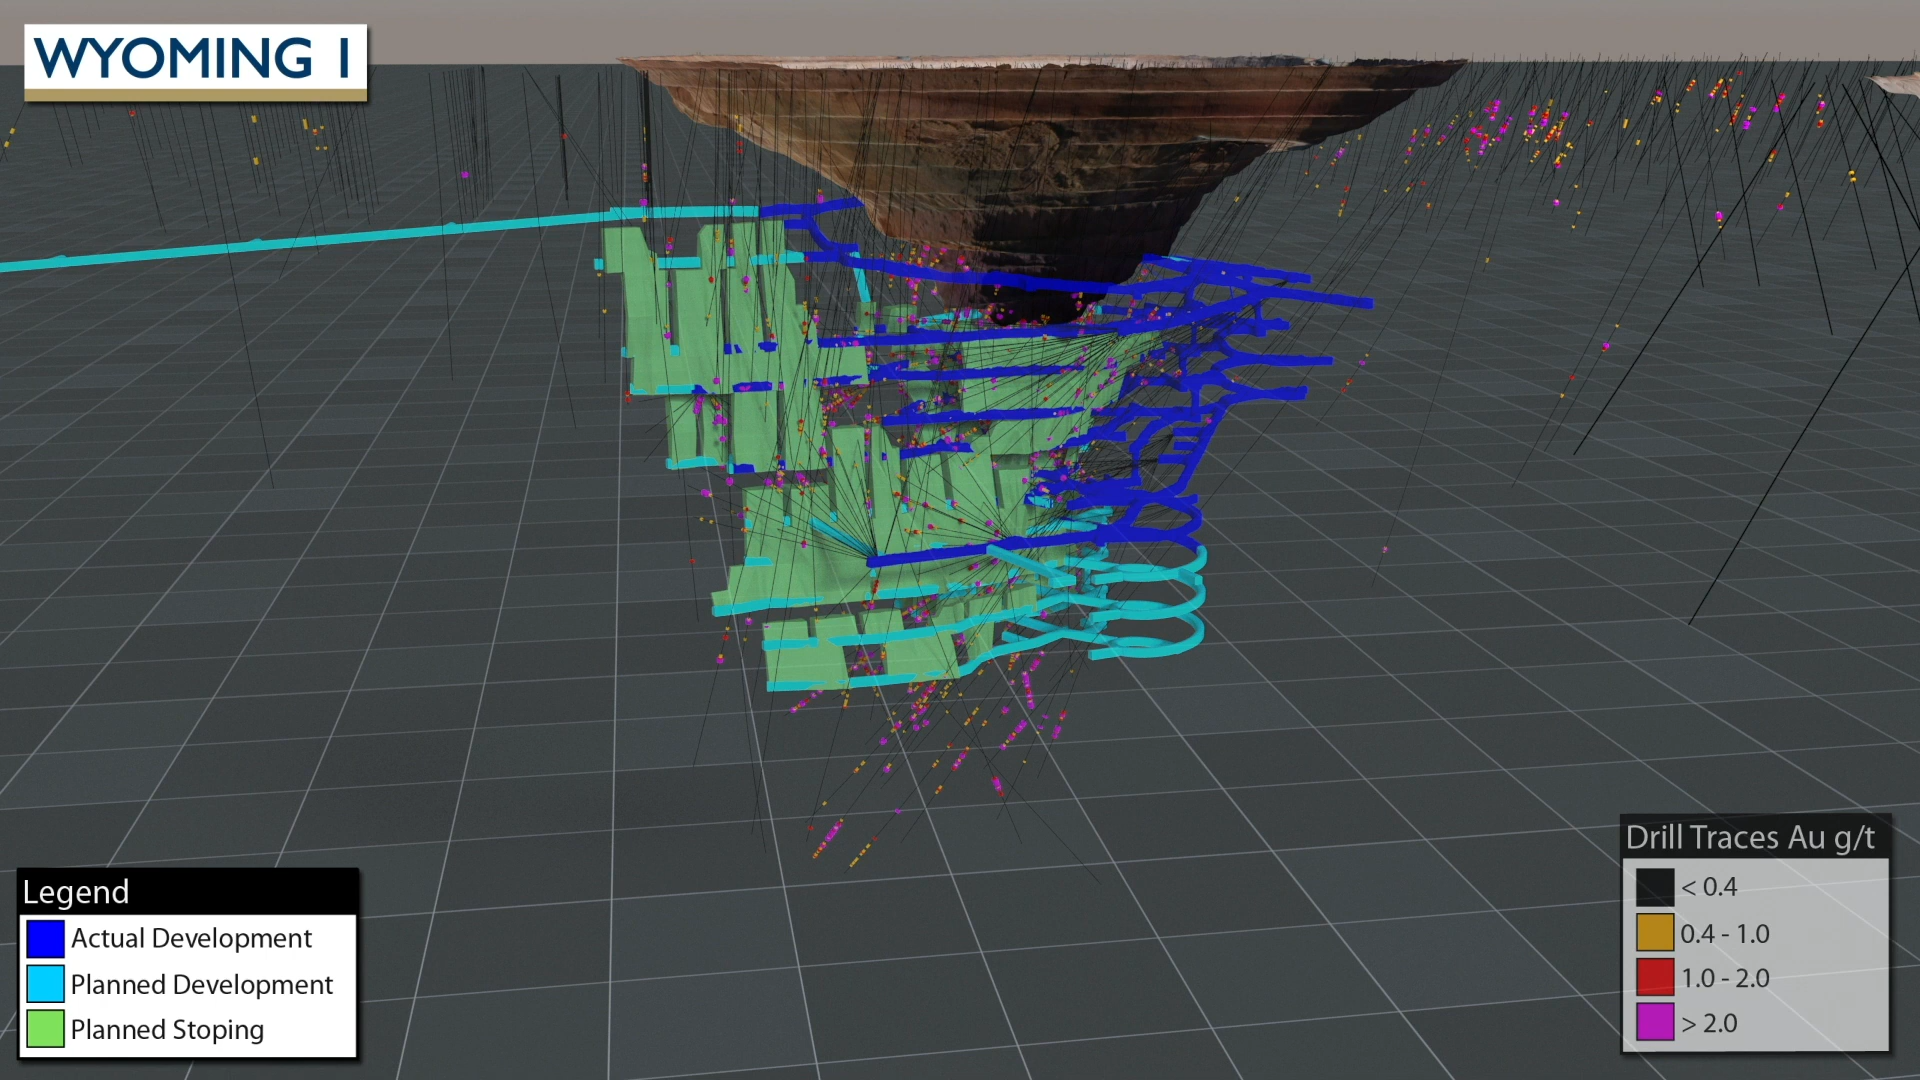 WYOMING 1
Legend
Actual Development
Planned Development
Planned Stoping
Drill Traces Au g/t
< 0.4
0.4 - 1.0
1.0 - 2.0
> 2.0